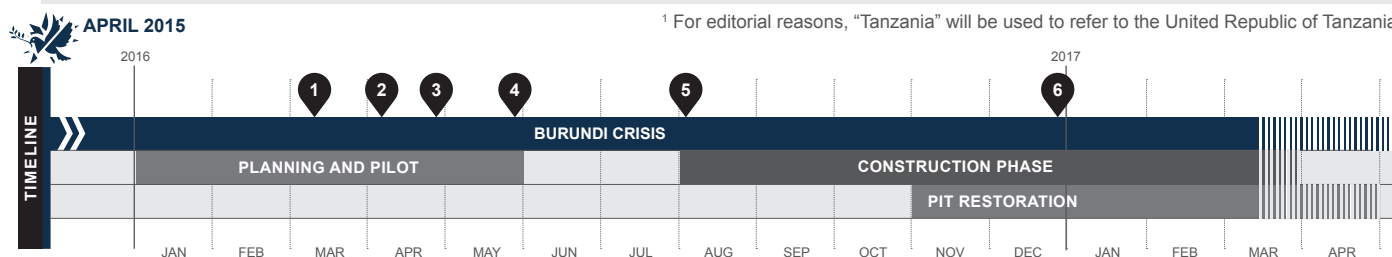 APRIL 2015
¹ For editorial reasons, “Tanzania” will be used to refer to the United Republic of Tanzania
2016 2017
1 2 3 4 5 6
TIMELINE
BURUNDI CRISIS
PLANNING AND PILOT CONSTRUCTION PHASE
PIT RESTORATION
JAN FEB MAR APR MAY JUN JUL AUG SEP OCT NOV DEC JAN FEB MAR APR